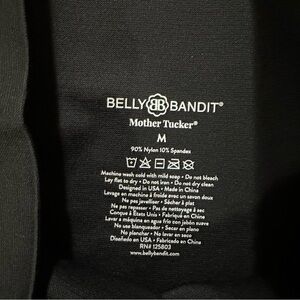 BELLY BB BANDIT®
Mother Tucker®
M
90% Nylon 10% Spandex
Machine wash cold with mild soap • Do not bleach
Lay flat to dry • Do not iron • Do not dry clean
Designed in USA • Made in China
Lavage en machine à froid avec un savon doux
Ne pas javelliser • Sécher à plat
Ne pas repasser • Pas de nettoyage à sec
Conçue à États Unis • Fabriqué en China
Lavar a máquina en agua frío con jabón suave
No use blanqueador • Secar en plano
No planchar • No lavar en seco
Diseñado en USA • Fabricado en China
RN# 125803
www.bellybandit.com